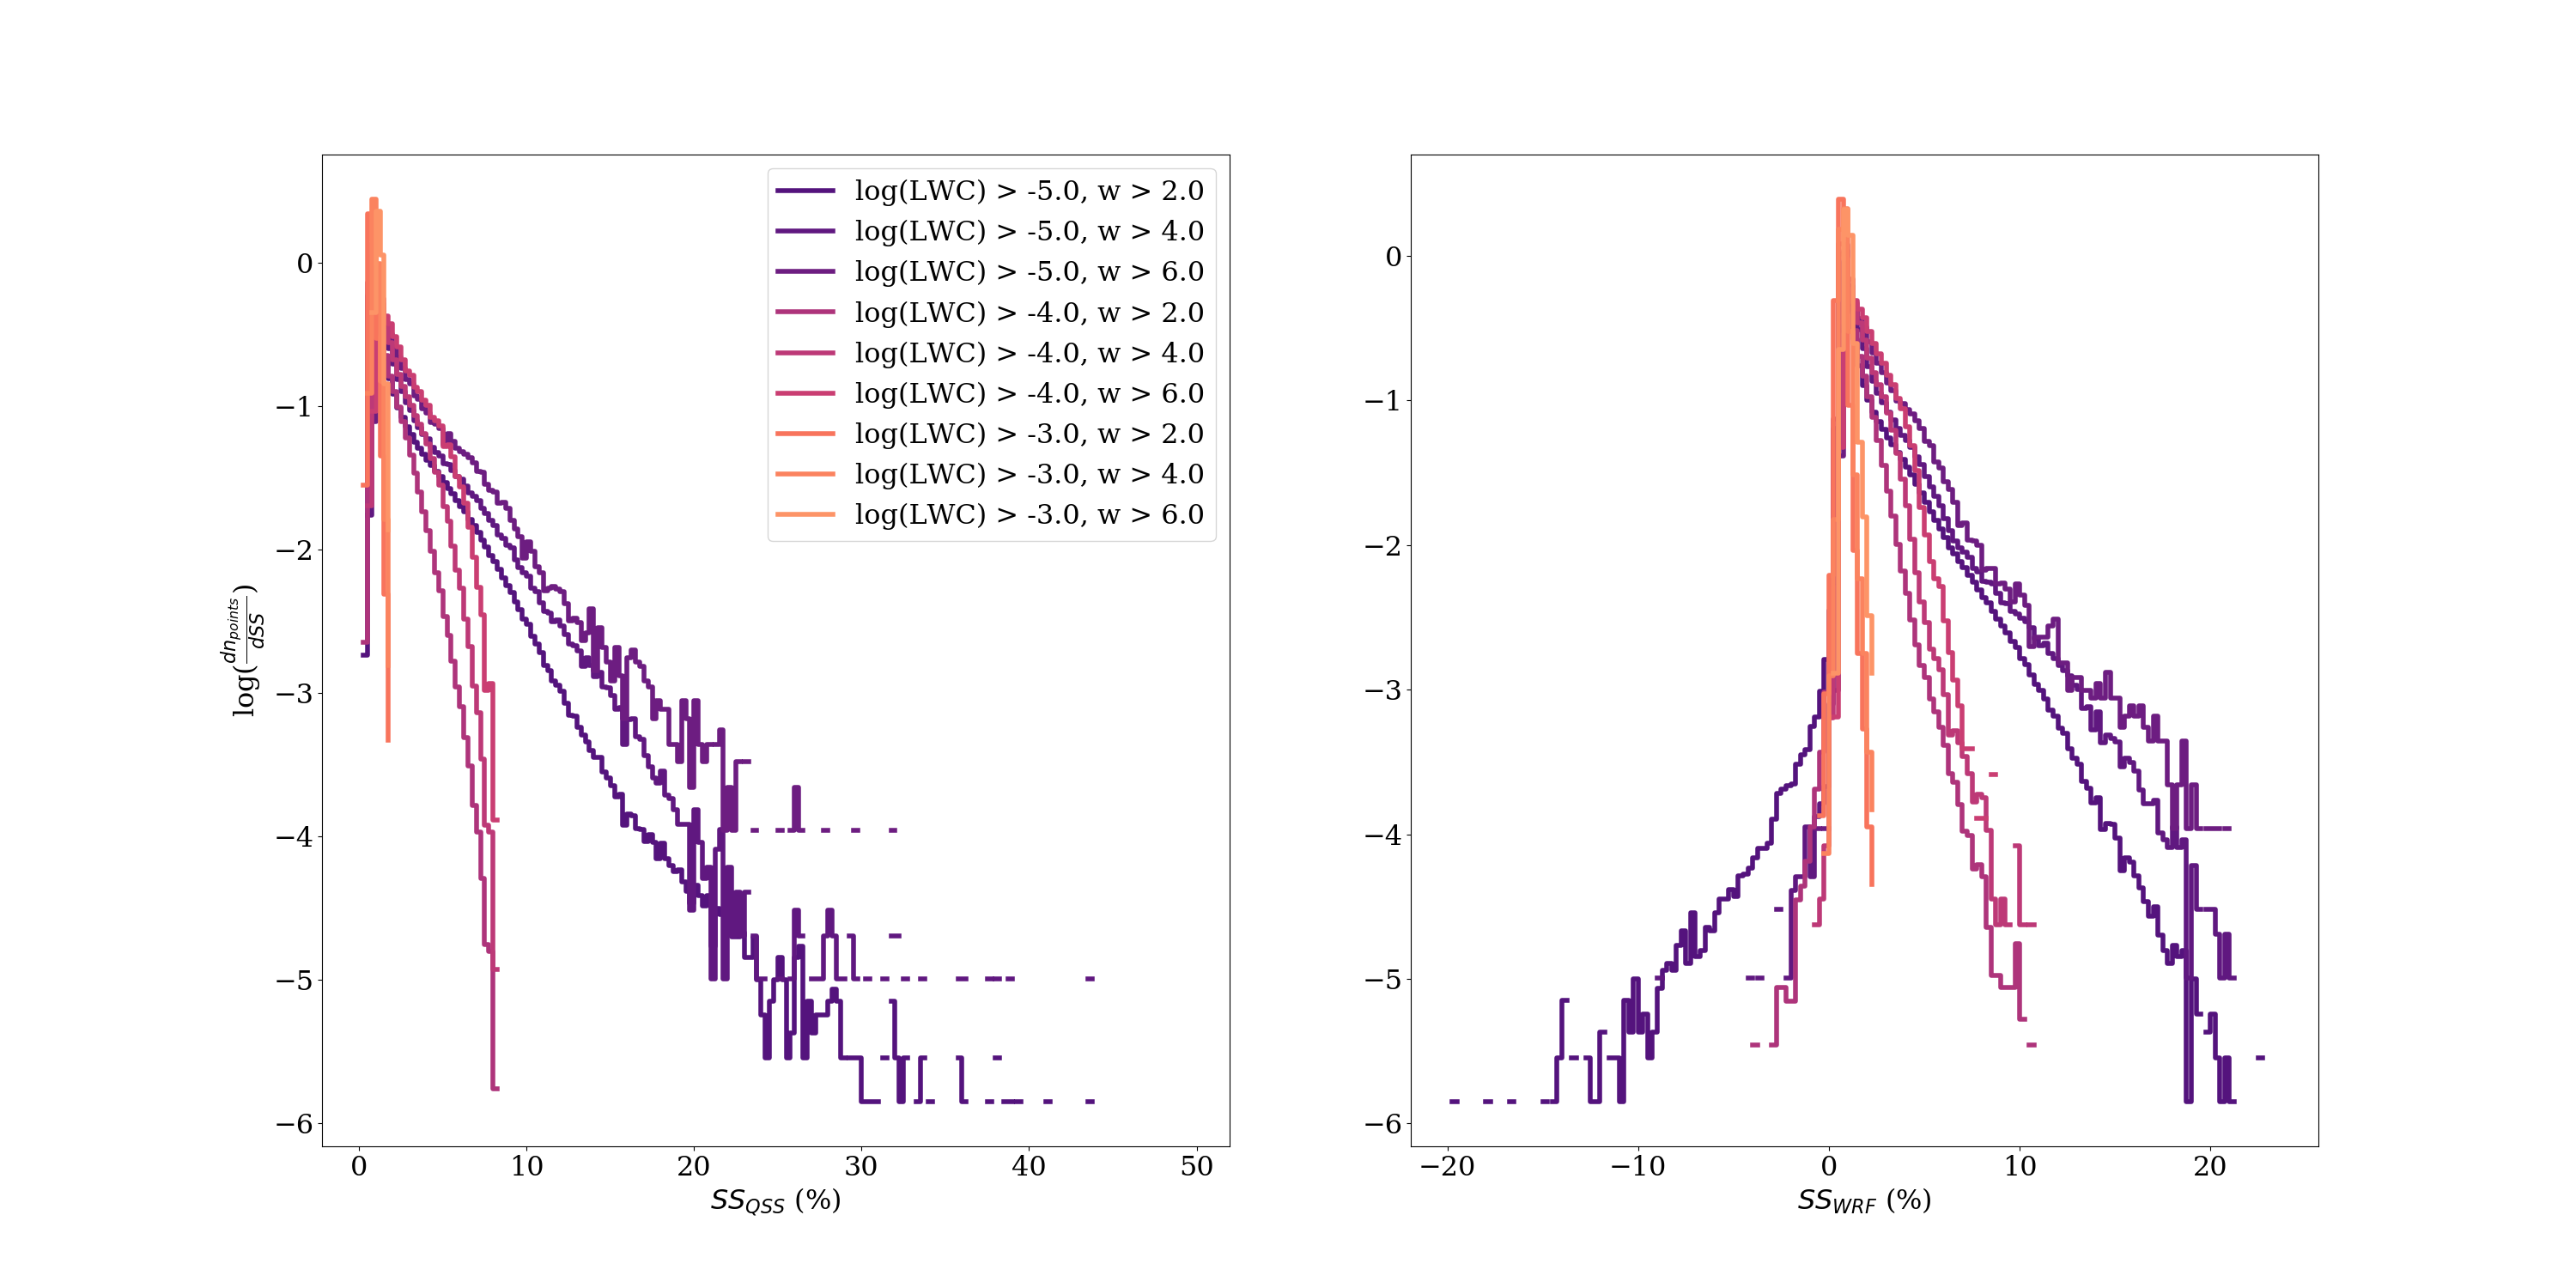 log(LWC) > -5.0, w > 2.0
log(LWC) > -5.0, w > 4.0
log(LWC) > -5.0, w > 6.0
log(LWC) > -4.0, w > 2.0
log(LWC) > -4.0, w > 4.0
log(LWC) > -4.0, w > 6.0
log(LWC) > -3.0, w > 2.0
log(LWC) > -3.0, w > 4.0
log(LWC) > -3.0, w > 6.0
0
−1
−2
−3
−4
−5
−6
log(dn_points/dSS)
0 10 20 30 40 50
SS_QSS (%)
0
−1
−2
−3
−4
−5
−6
−20 −10 0 10 20
SS_WRF (%)